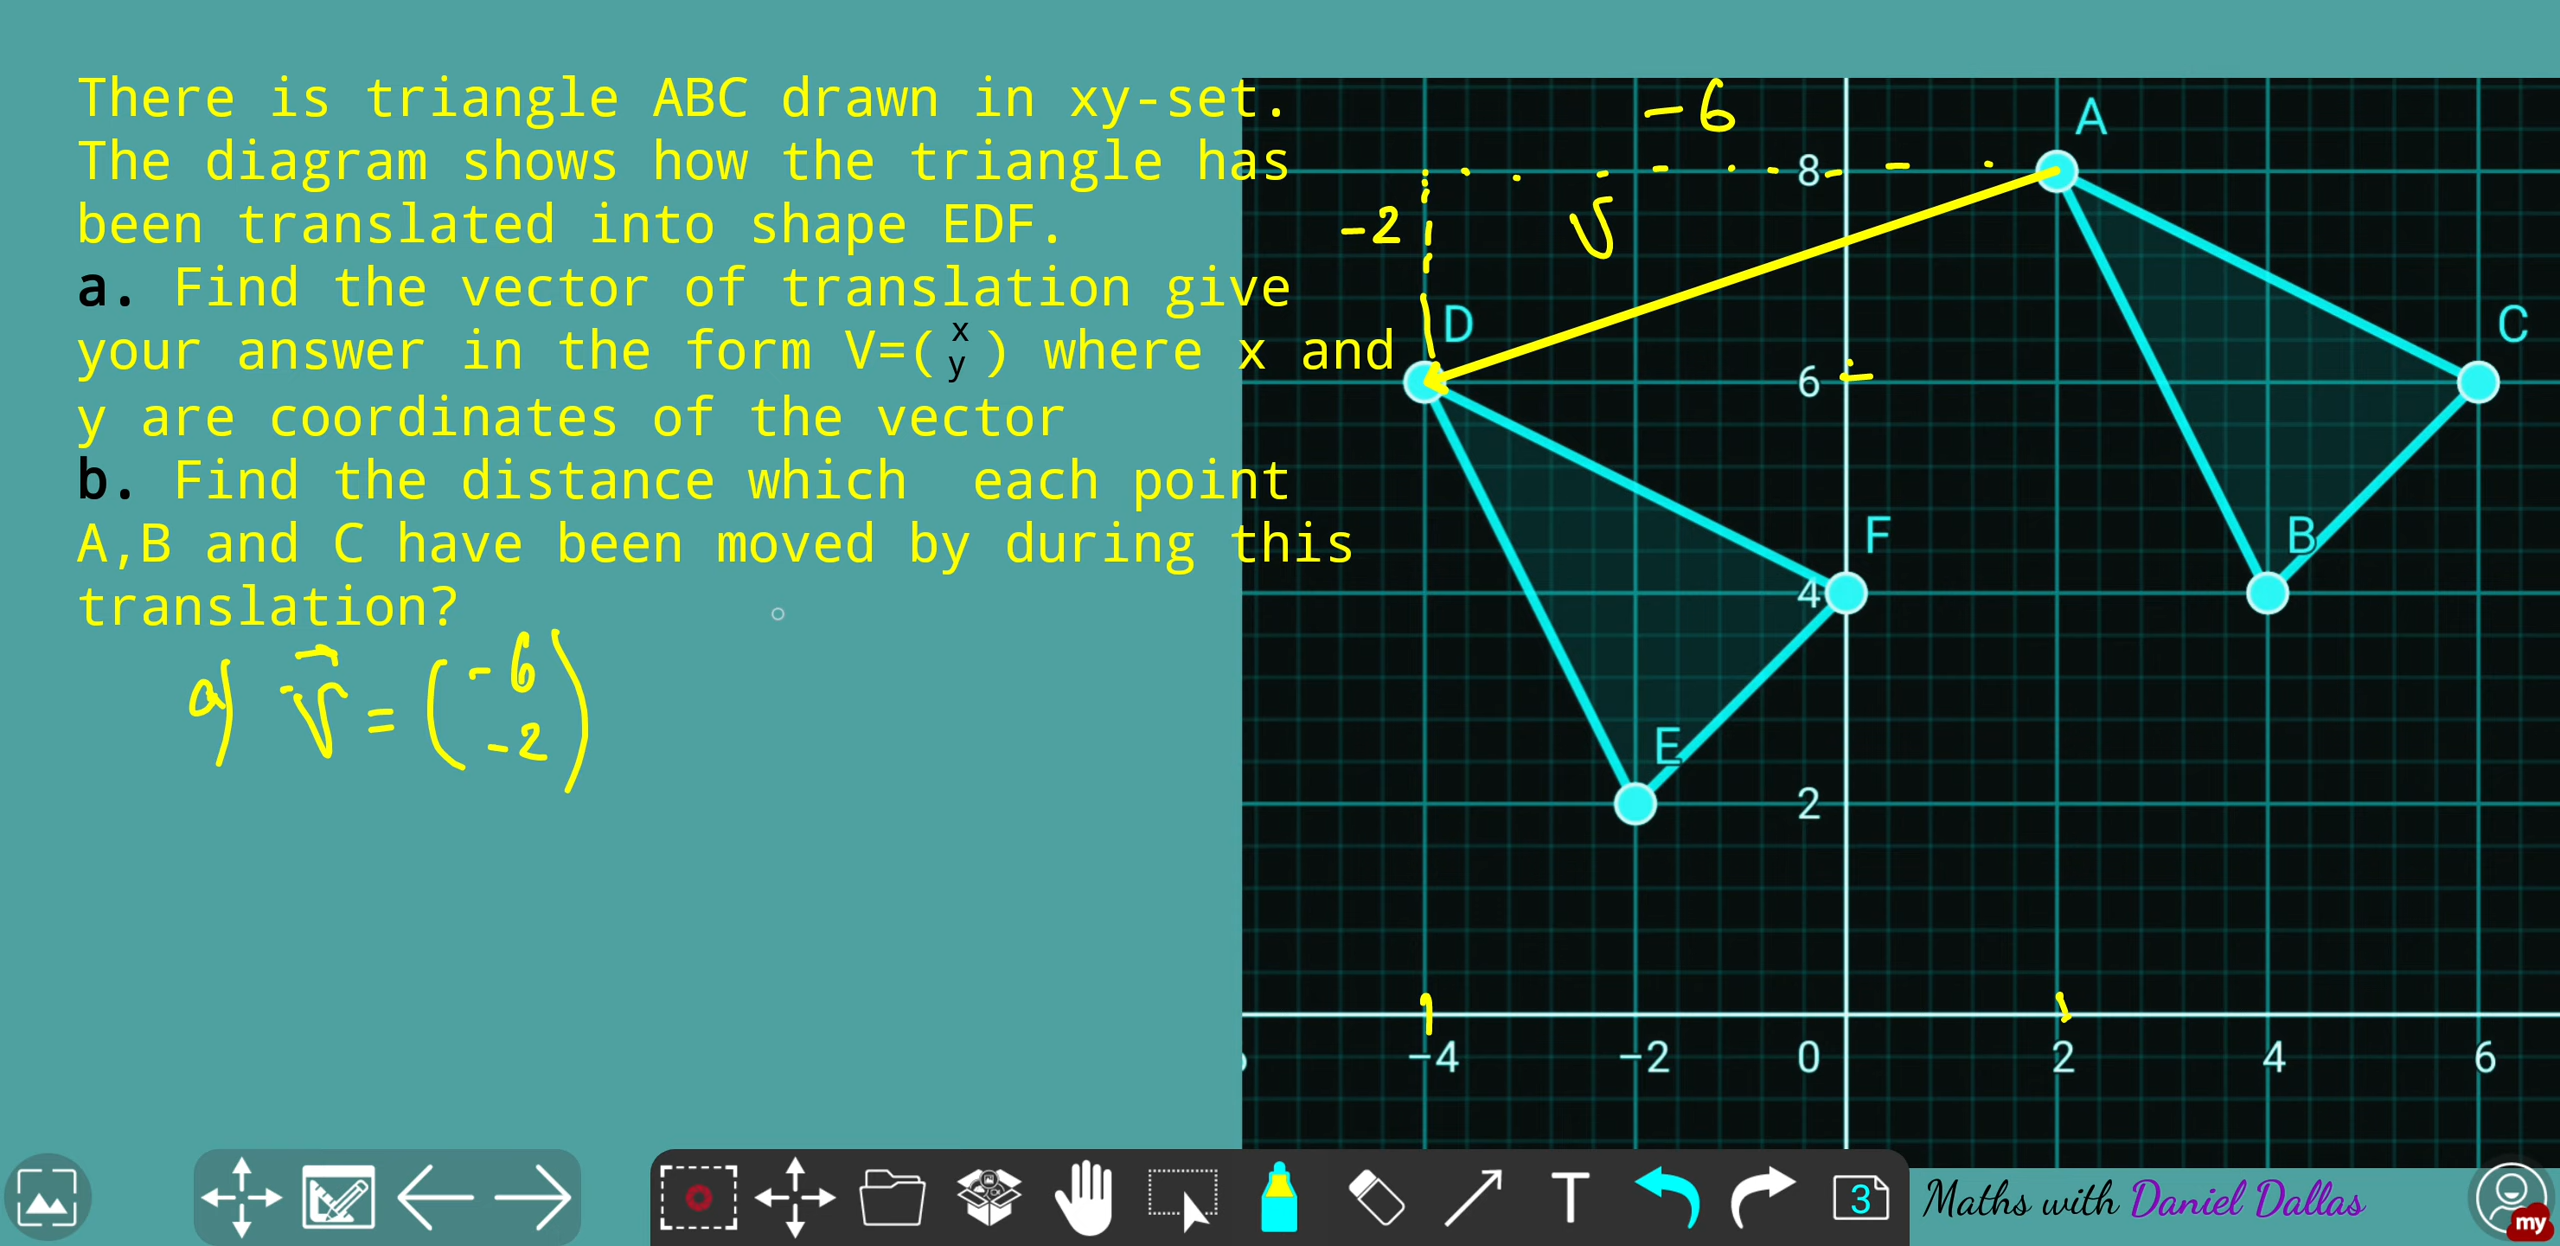 There is triangle ABC drawn in xy-set.
The diagram shows how the triangle has
been translated into shape EDF.
a. Find the vector of translation give
your answer in the form V=( x y ) where x and
y are coordinates of the vector
b. Find the distance which each point
A,B and C have been moved by during this
translation?
a) v = ( -6
-2 )
-6
A
8
-2
V
D
C
6
F
B
4
E
2
-4 -2 0 2 4 6
T
3
Maths with Daniel Dallas
my